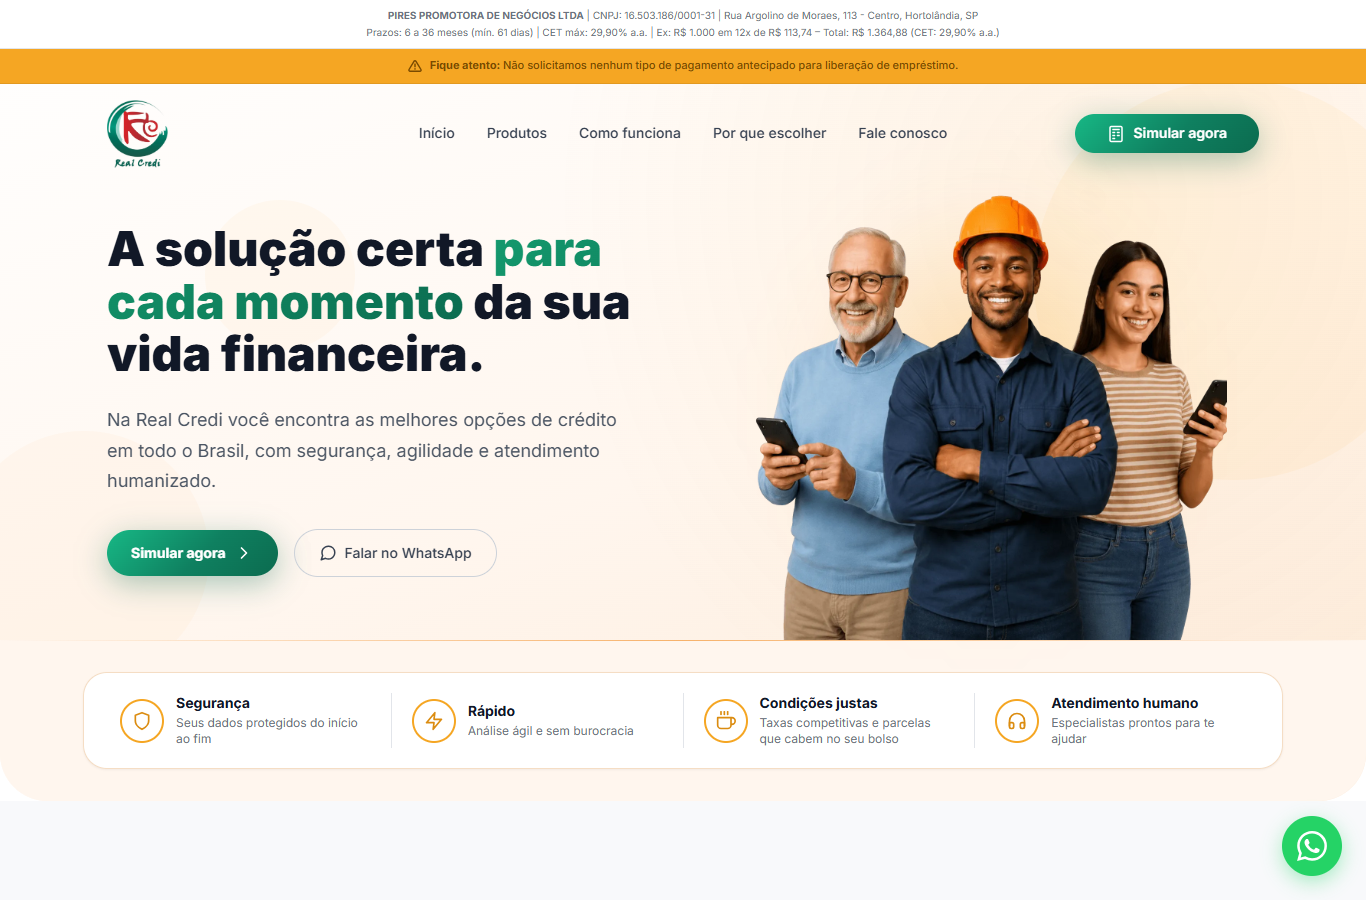 PIRES PROMOTORA DE NEGÓCIOS LTDA | CNPJ: 16.503.186/0001-31 | Rua Argolino de Moraes, 113 - Centro, Hortolândia, SP
Prazos: 6 a 36 meses (mín. 61 dias) | CET máx: 29,90% a.a. | Ex: R$ 1.000 em 12x de R$ 113,74 – Total: R$ 1.364,88 (CET: 29,90% a.a.)
Fique atento: Não solicitamos nenhum tipo de pagamento antecipado para liberação de empréstimo.
Real Credi
Início
Produtos
Como funciona
Por que escolher
Fale conosco
Simular agora
A solução certa para
cada momento da sua
vida financeira.
Na Real Credi você encontra as melhores opções de crédito
em todo o Brasil, com segurança, agilidade e atendimento
humanizado.
Simular agora
Falar no WhatsApp
Segurança
Seus dados protegidos do início
ao fim
Rápido
Análise ágil e sem burocracia
Condições justas
Taxas competitivas e parcelas
que cabem no seu bolso
Atendimento humano
Especialistas prontos para te
ajudar